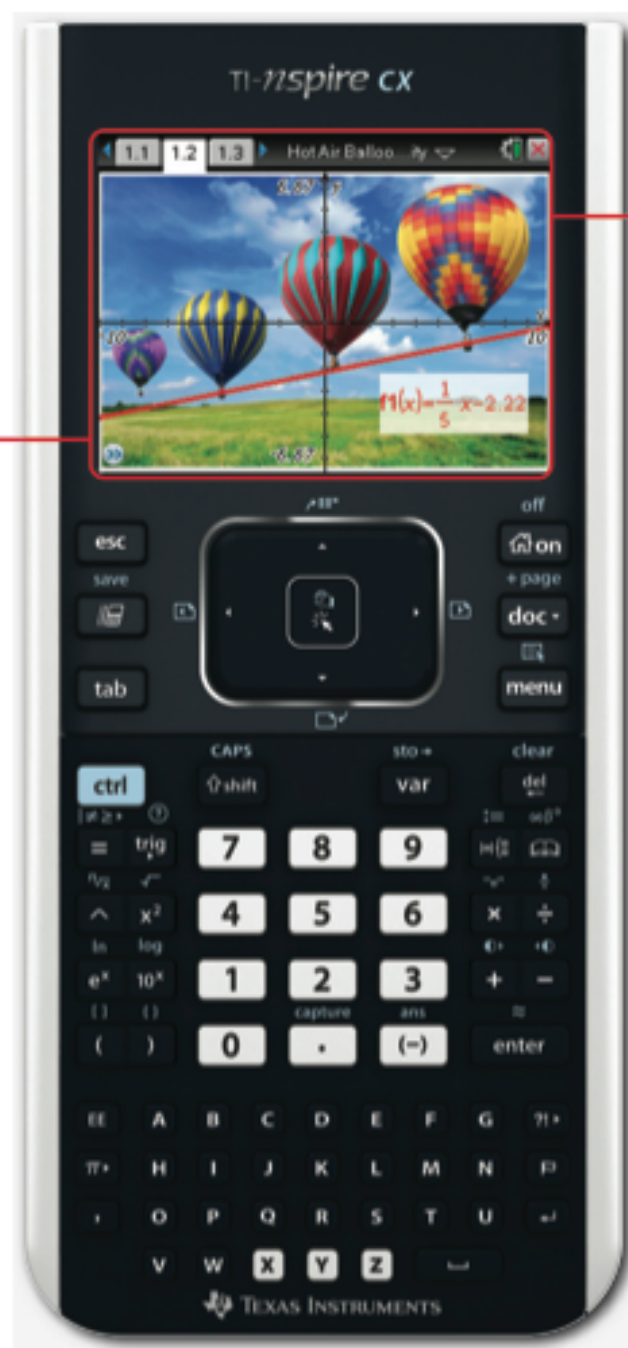 TI-nspire CX
1.1 1.2 1.3 Hot Air Balloo...ity
6.67 y
x
-10 10
f1(x)=1/5·x-2.22
-6.67
off
esc on
save +page
doc
tab menu
CAPS sto→ clear
ctrl shift var del
= trig 7 8 9
^ x² 4 5 6 × ÷
ln log
eˣ 10ˣ 1 2 3 + −
capture ans
( ) 0 . (−) enter
EE A B C D E F G ?!
π H I J K L M N
, O P Q R S T U
V W X Y Z
TEXAS INSTRUMENTS